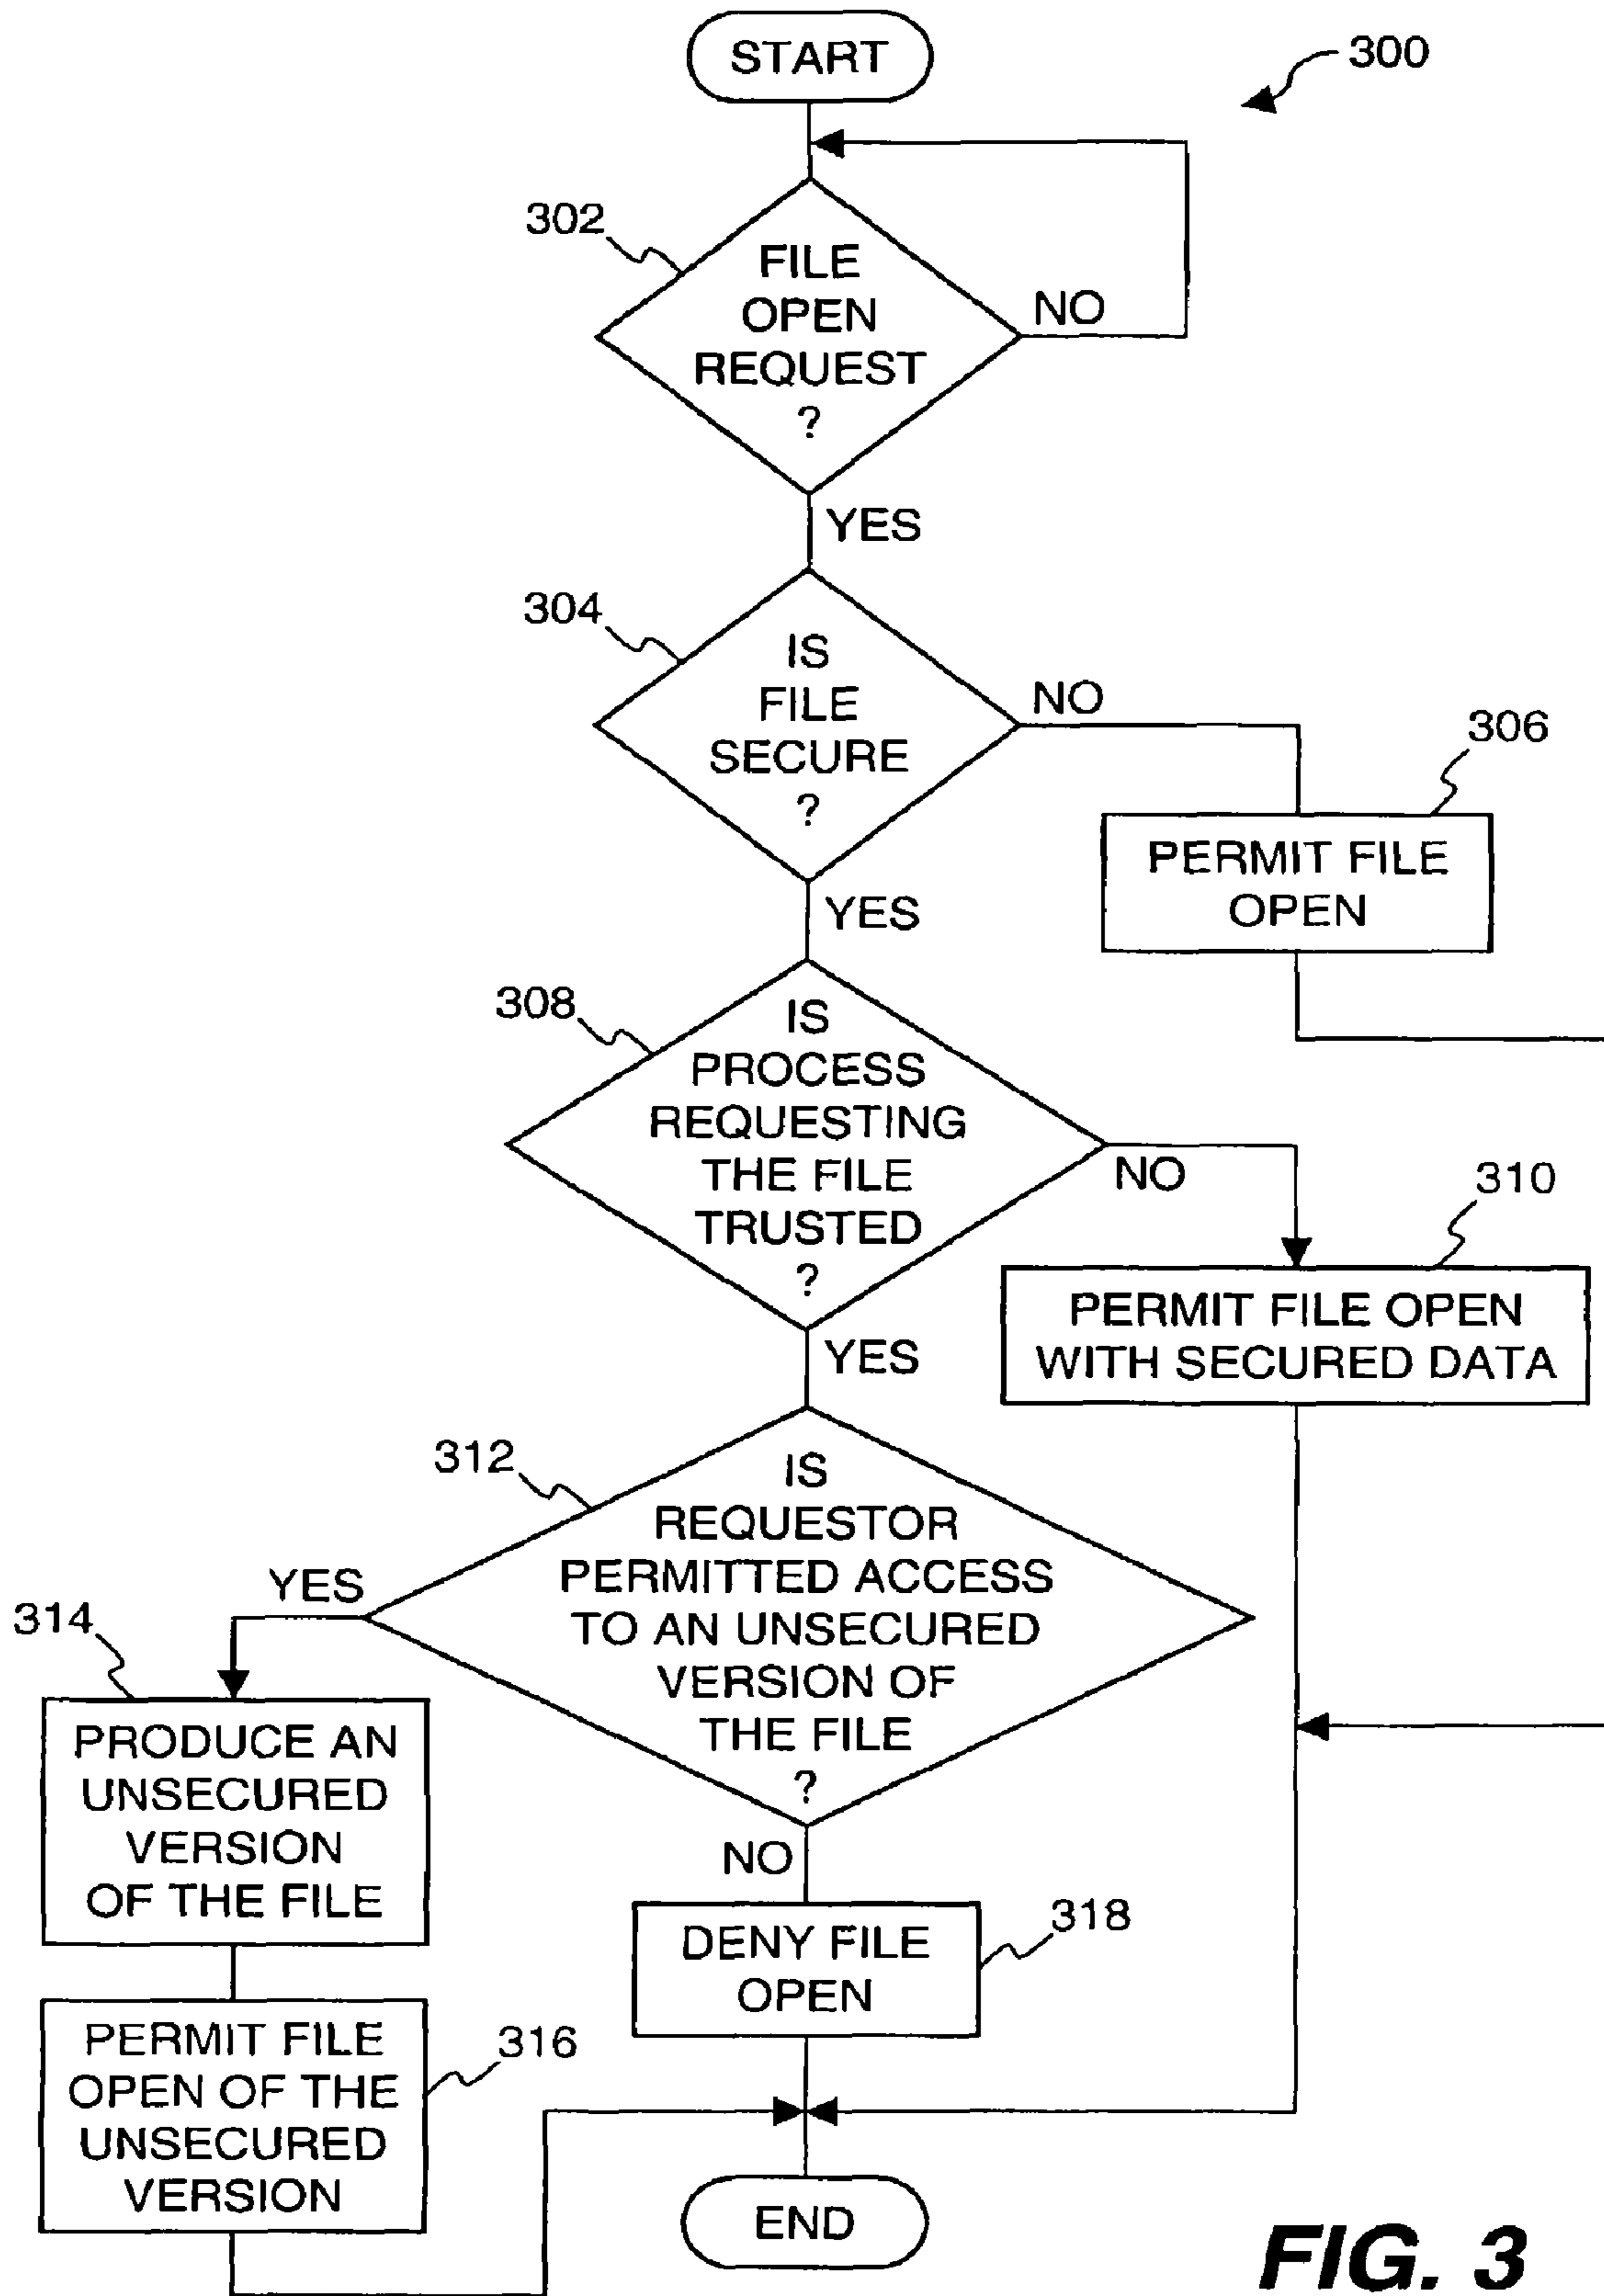 START
300
302
FILE
OPEN
REQUEST
?
NO
YES
304
IS
FILE
SECURE
?
NO
306
PERMIT FILE
OPEN
YES
308
IS
PROCESS
REQUESTING
THE FILE
TRUSTED
?
NO
310
PERMIT FILE OPEN
WITH SECURED DATA
YES
312
IS
REQUESTOR
PERMITTED ACCESS
TO AN UNSECURED
VERSION OF
THE FILE
?
YES
314
PRODUCE AN
UNSECURED
VERSION
OF THE FILE
NO
318
DENY FILE
OPEN
PERMIT FILE
OPEN OF THE
UNSECURED
VERSION
316
END
FIG. 3